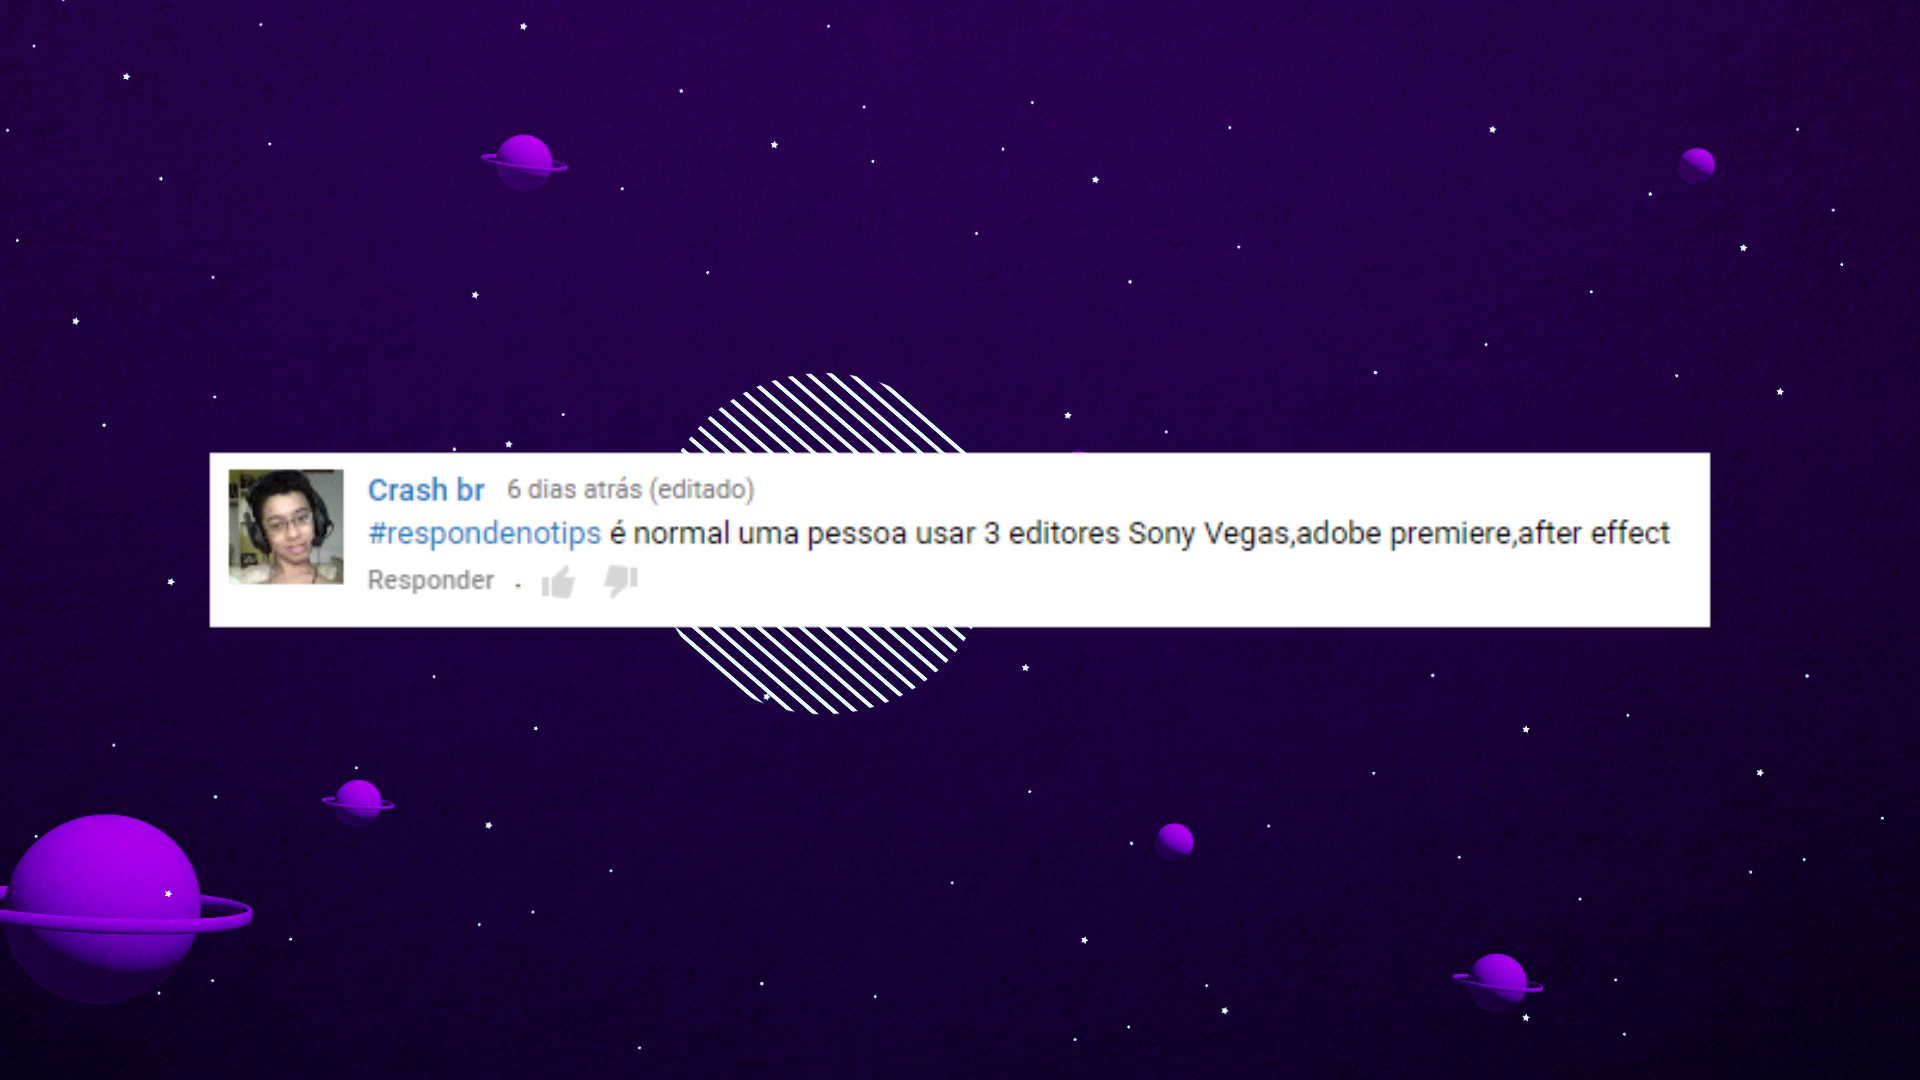 Crash br 6 dias atrás (editado)
#respondenotips é normal uma pessoa usar 3 editores Sony Vegas,adobe premiere,after effect
Responder .